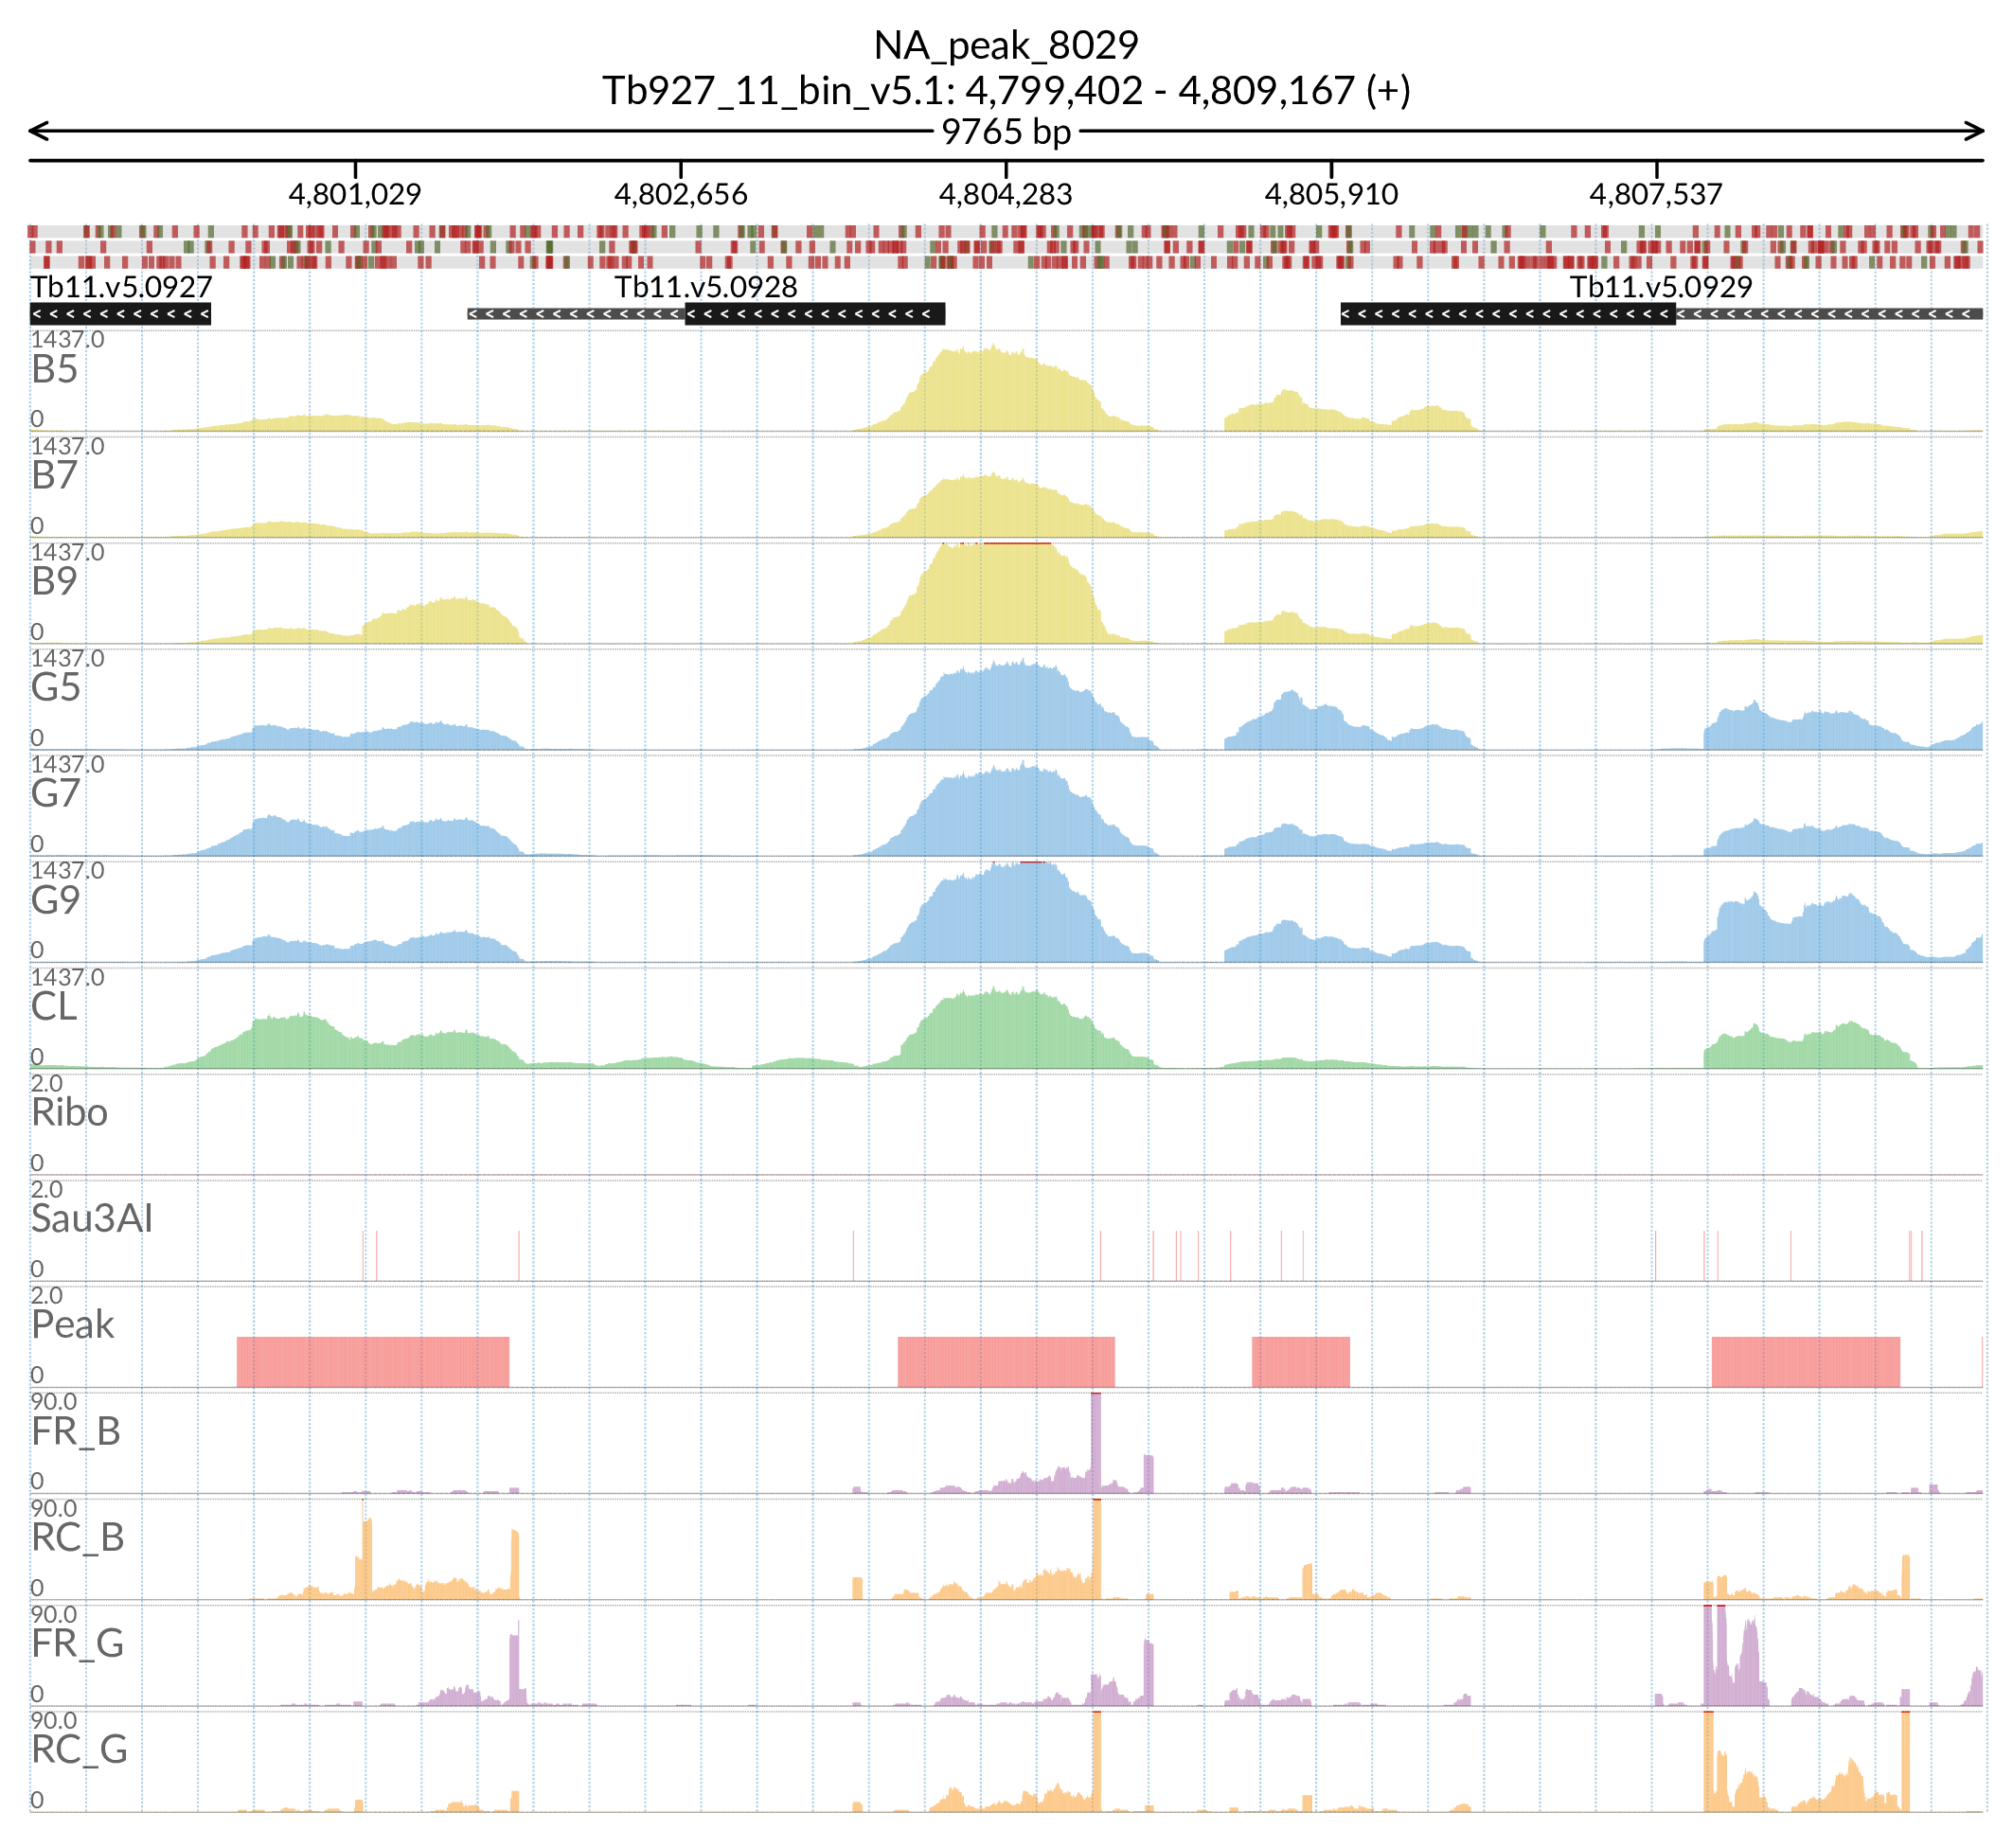 NA_peak_8029
Tb927_11_bin_v5.1: 4,799,402 - 4,809,167 (+)
9765 bp
4,801,029 4,802,656 4,804,283 4,805,910 4,807,537
Tb11.v5.0927 Tb11.v5.0928 Tb11.v5.0929
1437.0
B5
0
1437.0
B7
0
1437.0
B9
0
1437.0
G5
0
1437.0
G7
0
1437.0
G9
0
1437.0
CL
0
2.0
Ribo
0
2.0
Sau3AI
0
2.0
Peak
0
90.0
FR_B
0
90.0
RC_B
0
90.0
FR_G
0
90.0
RC_G
0